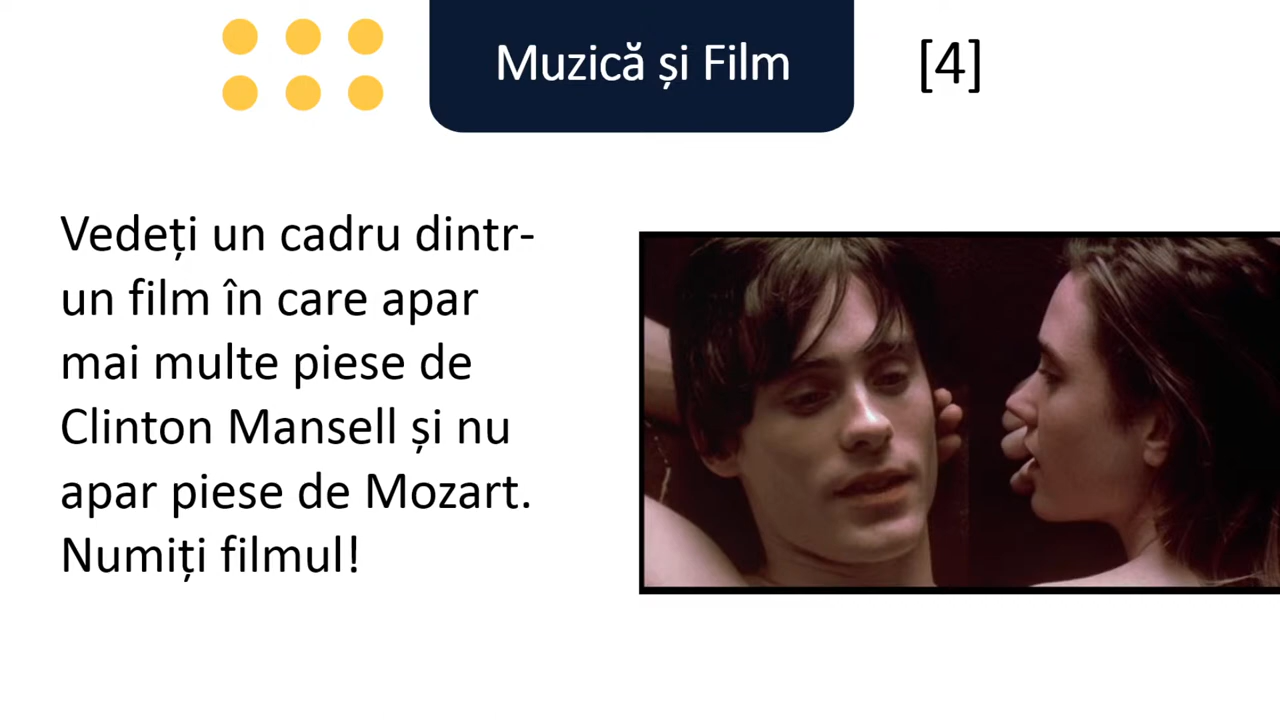 Muzică și Film
[4]
Vedeți un cadru dintr-
un film în care apar
mai multe piese de
Clinton Mansell și nu
apar piese de Mozart.
Numiți filmul!